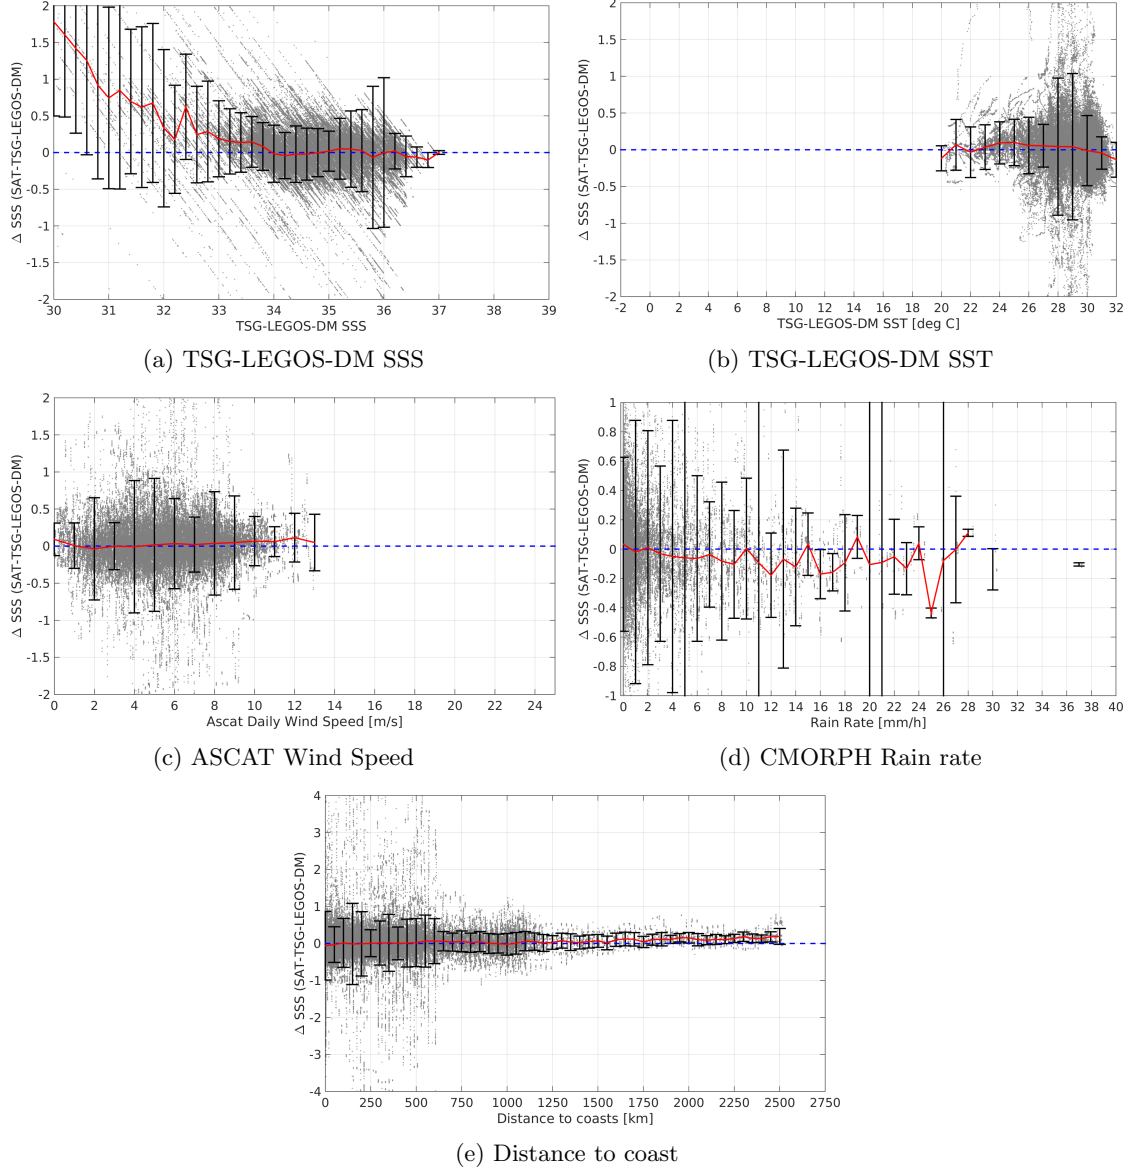 Δ SSS (SAT-TSG-LEGOS-DM)
2
1.5
1
0.5
0
-0.5
-1
-1.5
-2
30 31 32 33 34 35 36 37 38 39
TSG-LEGOS-DM SSS
(a) TSG-LEGOS-DM SSS
Δ SSS (SAT-TSG-LEGOS-DM)
2
1.5
1
0.5
0
-0.5
-1
-1.5
-2
-2 0 2 4 6 8 10 12 14 16 18 20 22 24 26 28 30 32
TSG-LEGOS-DM SST [deg C]
(b) TSG-LEGOS-DM SST
Δ SSS (SAT-TSG-LEGOS-DM)
2
1.5
1
0.5
0
-0.5
-1
-1.5
-2
0 2 4 6 8 10 12 14 16 18 20 22 24
Ascat Daily Wind Speed [m/s]
(c) ASCAT Wind Speed
Δ SSS (SAT-TSG-LEGOS-DM)
1
0.8
0.6
0.4
0.2
0
-0.2
-0.4
-0.6
-0.8
-1
0 2 4 6 8 10 12 14 16 18 20 22 24 26 28 30 32 34 36 38 40
Rain Rate [mm/h]
(d) CMORPH Rain rate
Δ SSS (SAT-TSG-LEGOS-DM)
4
3
2
1
0
-1
-2
-3
-4
0 250 500 750 1000 1250 1500 1750 2000 2250 2500 2750
Distance to coasts [km]
(e) Distance to coast